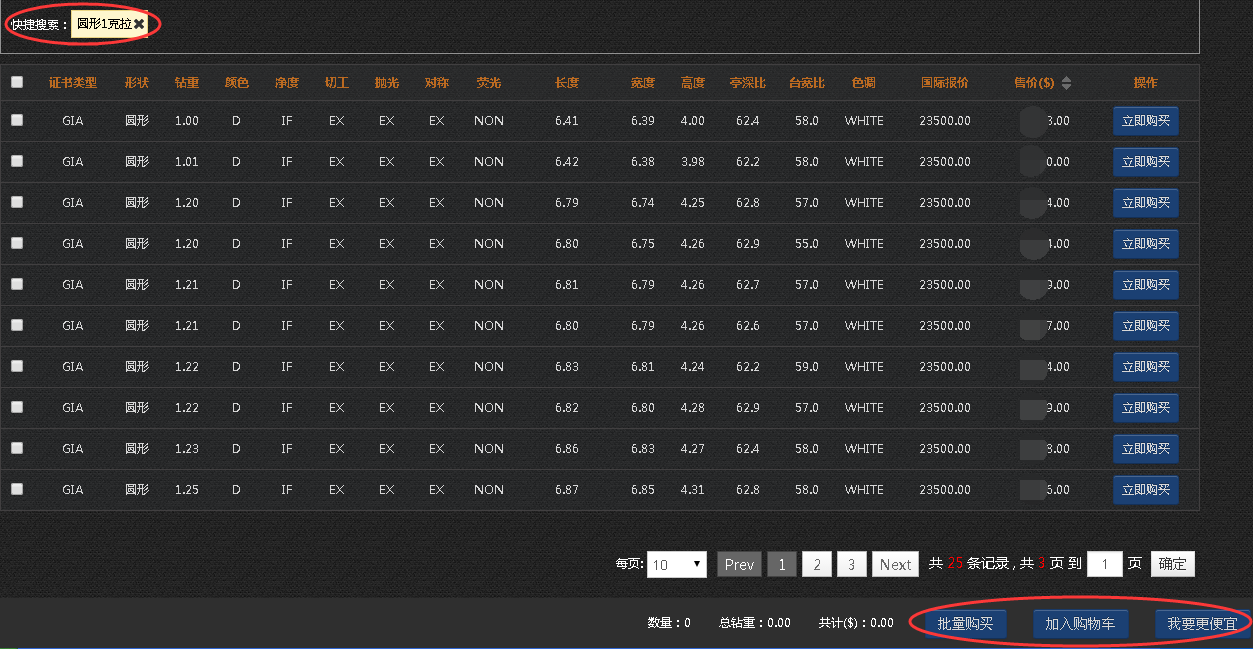 快捷搜索： 圆形1克拉✖
证书类型 形状 钻重 颜色 净度 切工 抛光 对称 荧光 长度 宽度 高度 亭深比 台宽比 色调 国际报价 售价($) 操作
GIA 圆形 1.00 D IF EX EX EX NON 6.41 6.39 4.00 62.4 58.0 WHITE 23500.00 3.00 立即购买
GIA 圆形 1.01 D IF EX EX EX NON 6.42 6.38 3.98 62.2 58.0 WHITE 23500.00 0.00 立即购买
GIA 圆形 1.20 D IF EX EX EX NON 6.79 6.74 4.25 62.8 57.0 WHITE 23500.00 4.00 立即购买
GIA 圆形 1.20 D IF EX EX EX NON 6.80 6.75 4.26 62.9 55.0 WHITE 23500.00 4.00 立即购买
GIA 圆形 1.21 D IF EX EX EX NON 6.81 6.79 4.26 62.7 57.0 WHITE 23500.00 9.00 立即购买
GIA 圆形 1.21 D IF EX EX EX NON 6.80 6.79 4.26 62.6 57.0 WHITE 23500.00 7.00 立即购买
GIA 圆形 1.22 D IF EX EX EX NON 6.83 6.81 4.24 62.2 59.0 WHITE 23500.00 4.00 立即购买
GIA 圆形 1.22 D IF EX EX EX NON 6.82 6.80 4.28 62.9 57.0 WHITE 23500.00 9.00 立即购买
GIA 圆形 1.23 D IF EX EX EX NON 6.86 6.83 4.27 62.4 58.0 WHITE 23500.00 8.00 立即购买
GIA 圆形 1.25 D IF EX EX EX NON 6.87 6.85 4.31 62.8 58.0 WHITE 23500.00 6.00 立即购买
每页: 10 Prev 1 2 3 Next 共 25 条记录 , 共 3 页 到 1 页 确定
数量：0 总钻重：0.00 共计($)：0.00 批量购买 加入购物车 我要更便宜